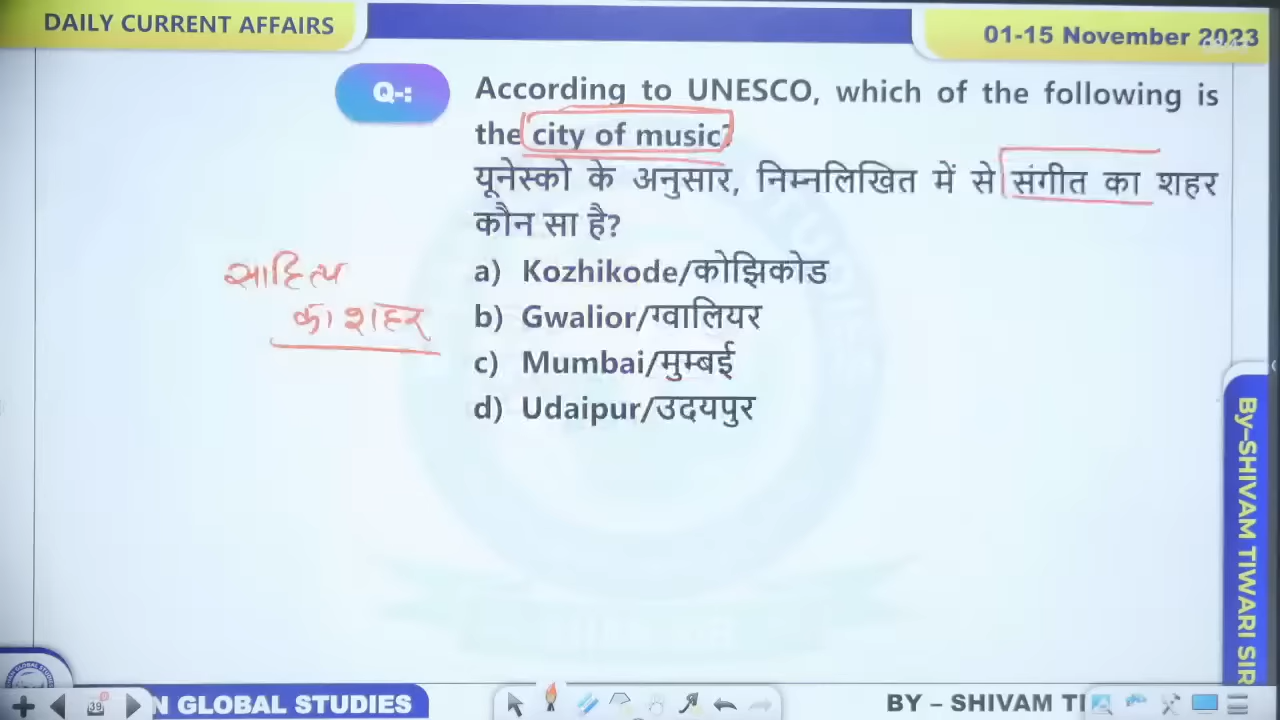 DAILY CURRENT AFFAIRS
01-15 November 2023
Q-:
According to UNESCO, which of the following is
the city of music?
यूनेस्को के अनुसार, निम्नलिखित में से संगीत का शहर
कौन सा है?
साहित्य
का शहर
a) Kozhikode/कोझिकोड
b) Gwalior/ग्वालियर
c) Mumbai/मुम्बई
d) Udaipur/उदयपुर
By-SHIVAM TIWARI SIR
39
N GLOBAL STUDIES
BY – SHIVAM TI